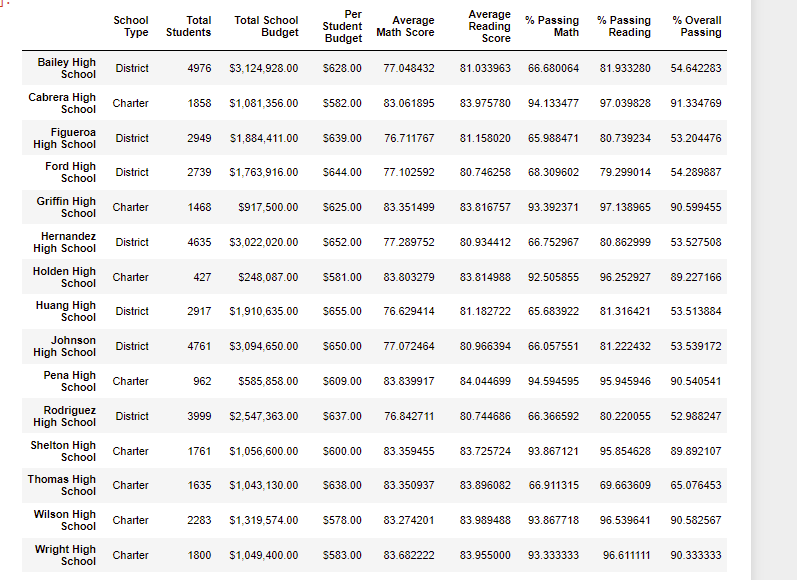 ]:
School Type Total Students Total School Budget Per Student Budget Average Math Score Average Reading Score % Passing Math % Passing Reading % Overall Passing
Bailey High School District 4976 $3,124,928.00 $628.00 77.048432 81.033963 66.680064 81.933280 54.642283
Cabrera High School Charter 1858 $1,081,356.00 $582.00 83.061895 83.975780 94.133477 97.039828 91.334769
Figueroa High School District 2949 $1,884,411.00 $639.00 76.711767 81.158020 65.988471 80.739234 53.204476
Ford High School District 2739 $1,763,916.00 $644.00 77.102592 80.746258 68.309602 79.299014 54.289887
Griffin High School Charter 1468 $917,500.00 $625.00 83.351499 83.816757 93.392371 97.138965 90.599455
Hernandez High School District 4635 $3,022,020.00 $652.00 77.289752 80.934412 66.752967 80.862999 53.527508
Holden High School Charter 427 $248,087.00 $581.00 83.803279 83.814988 92.505855 96.252927 89.227166
Huang High School District 2917 $1,910,635.00 $655.00 76.629414 81.182722 65.683922 81.316421 53.513884
Johnson High School District 4761 $3,094,650.00 $650.00 77.072464 80.966394 66.057551 81.222432 53.539172
Pena High School Charter 962 $585,858.00 $609.00 83.839917 84.044699 94.594595 95.945946 90.540541
Rodriguez High School District 3999 $2,547,363.00 $637.00 76.842711 80.744686 66.366592 80.220055 52.988247
Shelton High School Charter 1761 $1,056,600.00 $600.00 83.359455 83.725724 93.867121 95.854628 89.892107
Thomas High School Charter 1635 $1,043,130.00 $638.00 83.350937 83.896082 66.911315 69.663609 65.076453
Wilson High School Charter 2283 $1,319,574.00 $578.00 83.274201 83.989488 93.867718 96.539641 90.582567
Wright High School Charter 1800 $1,049,400.00 $583.00 83.682222 83.955000 93.333333 96.611111 90.333333